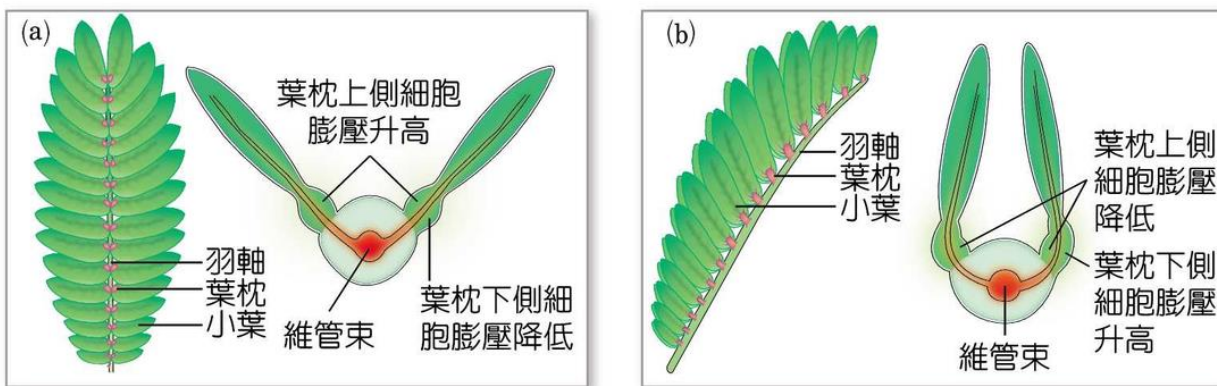 (a)
葉枕上側細胞
膨壓升高
羽軸
葉枕
小葉
維管束
葉枕下側細
胞膨壓降低
(b)
羽軸
葉枕
小葉
葉枕上側
細胞膨壓
降低
葉枕下側
細胞膨壓
升高
維管束